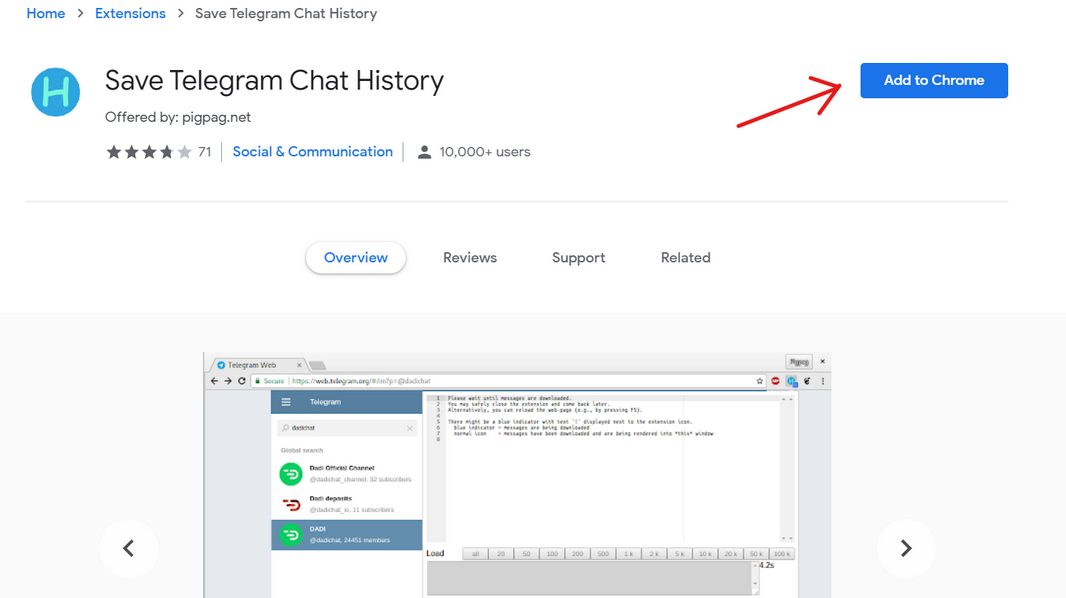 Home > Extensions > Save Telegram Chat History
H
Save Telegram Chat History
Add to Chrome
Offered by: pigpag.net
71 Social & Communication 10,000+ users
Overview Reviews Support Related
Telegram Web
Secure https://web.telegram.org/#/im?p=@dadichat
Telegram
dadichat
Global search
Dadi Official Channel
@dadichat_channel, 32 subscribers
Dadi deposits
@dadichat_io, 11 subscribers
DADI
@dadichat, 24451 members
1 Please wait until messages are downloaded.
2 You may safely close the extension and come back later.
3 Alternatively, you can reload the web-page (e.g., by pressing F5).
4
5 There might be a blue indicator with text '' displayed next to the extension icon.
6 blue indicator = messages are being downloaded
7 normal icon = messages have been downloaded and are being rendered into *this* window
8
Load all 20 50 100 200 500 1 k 2 k 5 k 10 k 20 k 50 k 100 k
4.2s